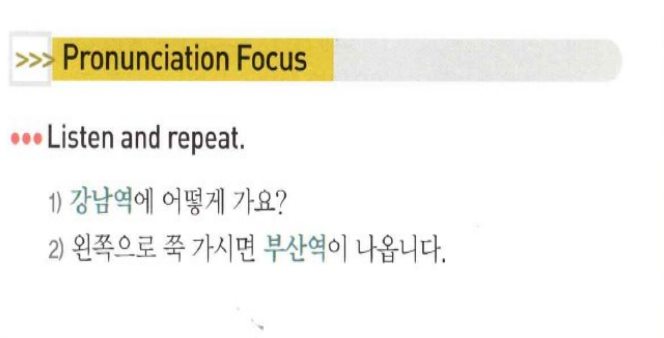 >>> Pronunciation Focus
●●● Listen and repeat.
1) 강남역에 어떻게 가요?
2) 왼쪽으로 쭉 가시면 부산역이 나옵니다.